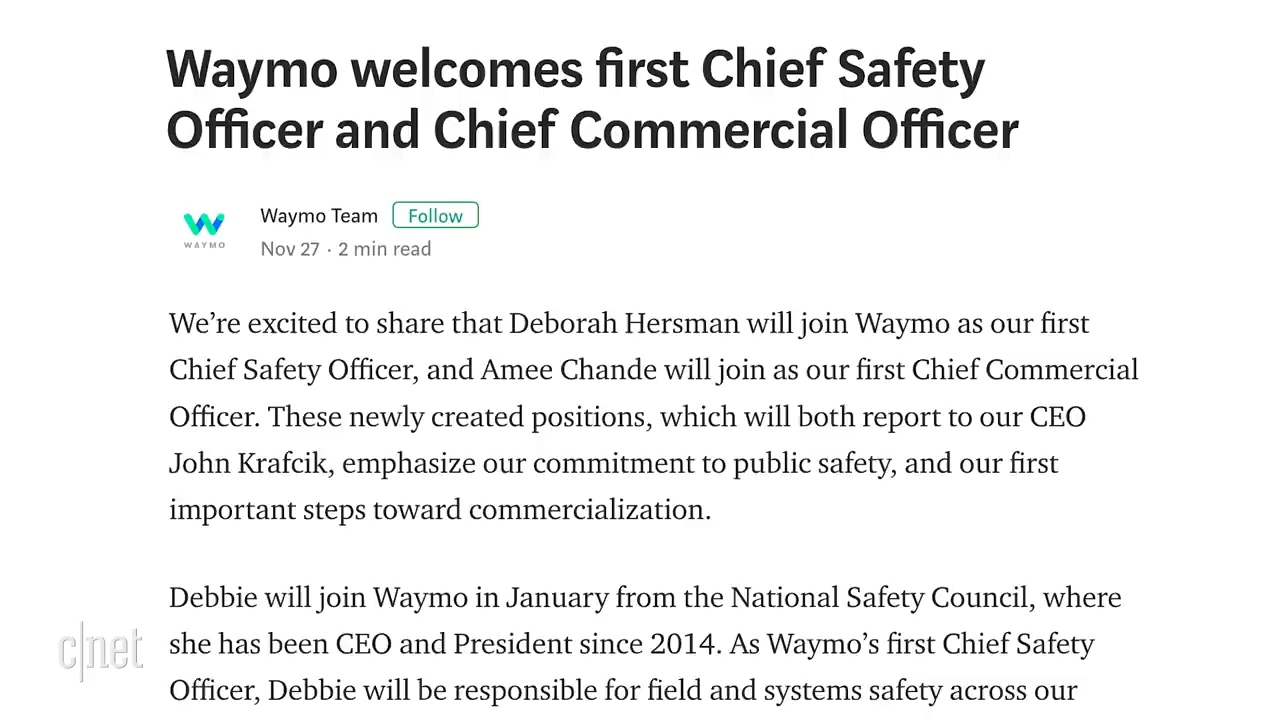 Waymo welcomes first Chief Safety
Officer and Chief Commercial Officer
WAYMO
Waymo Team Follow
Nov 27 · 2 min read
We’re excited to share that Deborah Hersman will join Waymo as our first
Chief Safety Officer, and Amee Chande will join as our first Chief Commercial
Officer. These newly created positions, which will both report to our CEO
John Krafcik, emphasize our commitment to public safety, and our first
important steps toward commercialization.
Debbie will join Waymo in January from the National Safety Council, where
she has been CEO and President since 2014. As Waymo’s first Chief Safety
Officer, Debbie will be responsible for field and systems safety across our
c|net